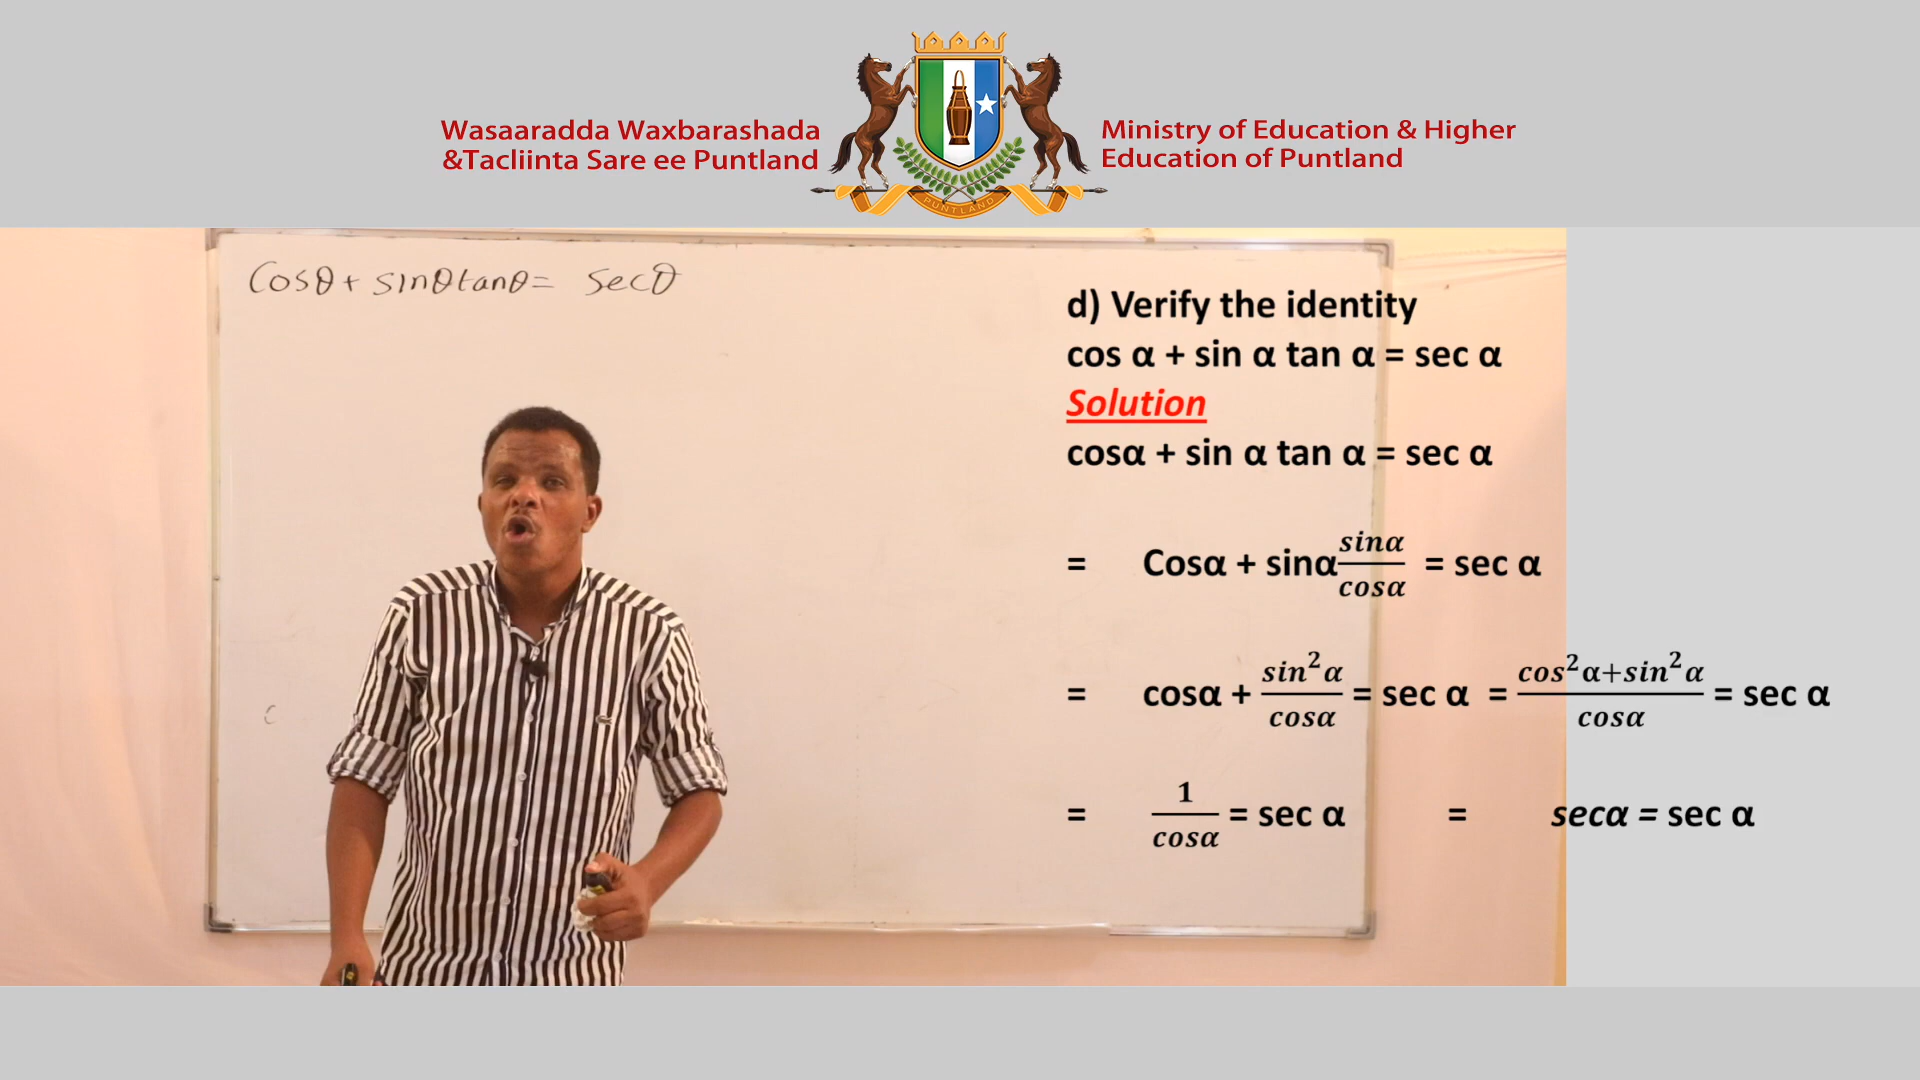 Wasaaradda Waxbarashada
&Tacliinta Sare ee Puntland
PUNTLAND
Ministry of Education & Higher
Education of Puntland
Cosθ + sinθtanθ = secθ
C
d) Verify the identity
cos α + sin α tan α = sec α
Solution
cosα + sin α tan α = sec α
= Cosα + sinα sinα/cosα = sec α
= cosα + sin²α/cosα = sec α = cos²α+sin²α/cosα = sec α
= 1/cosα = sec α = secα = sec α